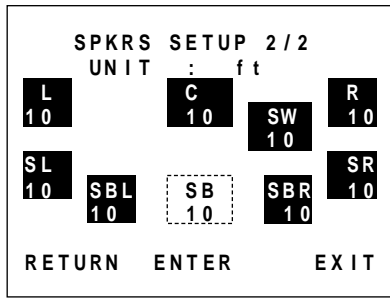 SPKRS SETUP 2/2
UNIT : ft
L C R
10 10 SW 10
10
SL SR
10 SBL SB SBR 10
10 10 10
RETURN ENTER EXIT